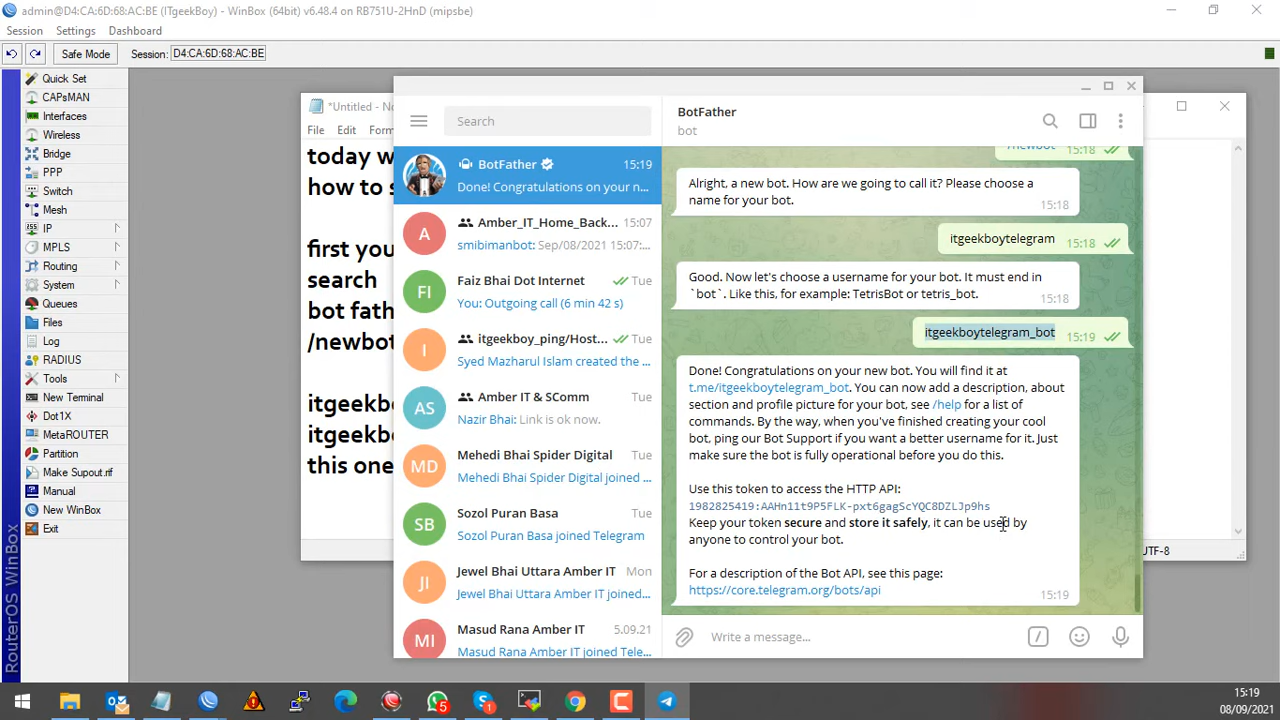 admin@D4:CA:6D:68:AC:BE (ITgeekBoy) - WinBox (64bit) v6.48.4 on RB751U-2HnD (mipsbe)
Session Settings Dashboard
Safe Mode Session: D4:CA:6D:68:AC:BE
Quick Set
CAPsMAN
Interfaces
Wireless
Bridge
PPP
Switch
Mesh
IP
MPLS
Routing
System
Queues
Files
Log
RADIUS
Tools
New Terminal
Dot1X
MetaROUTER
Partition
Make Supout.rif
Manual
New WinBox
Exit
RouterOS WinBox
*Untitled - No
File Edit Form
today w
how to s
first you
search
bot fath
/newbot
itgeekbo
itgeekbo
this one
UTF-8
Search
BotFather 15:19
Done! Congratulations on your n...
A
Amber_IT_Home_Back... 15:07
smibimanbot: Sep/08/2021 15:07:...
FI
Faiz Bhai Dot Internet Tue
You: Outgoing call (6 min 42 s)
I
itgeekboy_ping/Host... Tue
Syed Mazharul Islam created the ...
AS
Amber IT & SComm Tue
Nazir Bhai: Link is ok now.
MD
Mehedi Bhai Spider Digital Tue
Mehedi Bhai Spider Digital joined ...
SB
Sozol Puran Basa Tue
Sozol Puran Basa joined Telegram
JI
Jewel Bhai Uttara Amber IT Mon
Jewel Bhai Uttara Amber IT joined...
MI
Masud Rana Amber IT 5.09.21
Masud Rana Amber IT joined Tele...
BotFather
bot
/newbot 15:18
Alright, a new bot. How are we going to call it? Please choose a
name for your bot. 15:18
itgeekboytelegram 15:18
Good. Now let's choose a username for your bot. It must end in
`bot`. Like this, for example: TetrisBot or tetris_bot. 15:18
itgeekboytelegram_bot 15:19
Done! Congratulations on your new bot. You will find it at
t.me/itgeekboytelegram_bot. You can now add a description, about
section and profile picture for your bot, see /help for a list of
commands. By the way, when you've finished creating your cool
bot, ping our Bot Support if you want a better username for it. Just
make sure the bot is fully operational before you do this.
Use this token to access the HTTP API:
1982825419:AAHn11t9P5FLK-pxt6gagScYQC8DZLJp9hs
Keep your token secure and store it safely, it can be used by
anyone to control your bot.
For a description of the Bot API, see this page:
https://core.telegram.org/bots/api 15:19
Write a message...
5
1
15:19
08/09/2021